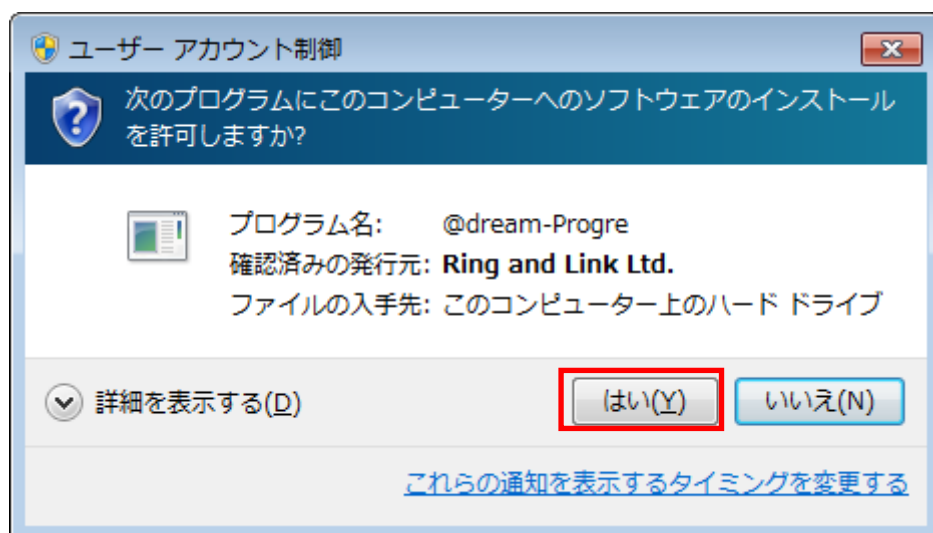 ユーザー アカウント制御
次のプログラムにこのコンピューターへのソフトウェアのインストール
を許可しますか?
プログラム名: @dream-Progre
確認済みの発行元: Ring and Link Ltd.
ファイルの入手先: このコンピューター上のハード ドライブ
詳細を表示する(D) はい(Y) いいえ(N)
これらの通知を表示するタイミングを変更する